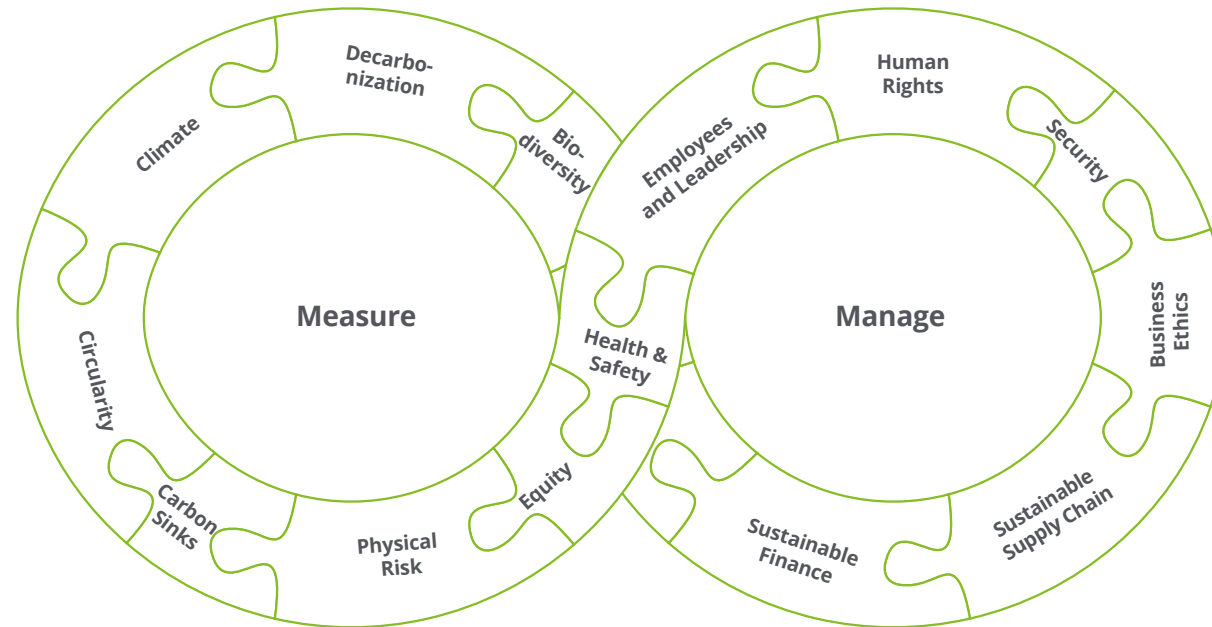 Decarbo-
nization
Climate
Bio-
diversity
Measure
Circularity
Carbon
Sinks
Physical
Risk
Equity
Health &
Safety
Employees
and Leadership
Human
Rights
Security
Manage
Business
Ethics
Sustainable
Supply Chain
Sustainable
Finance